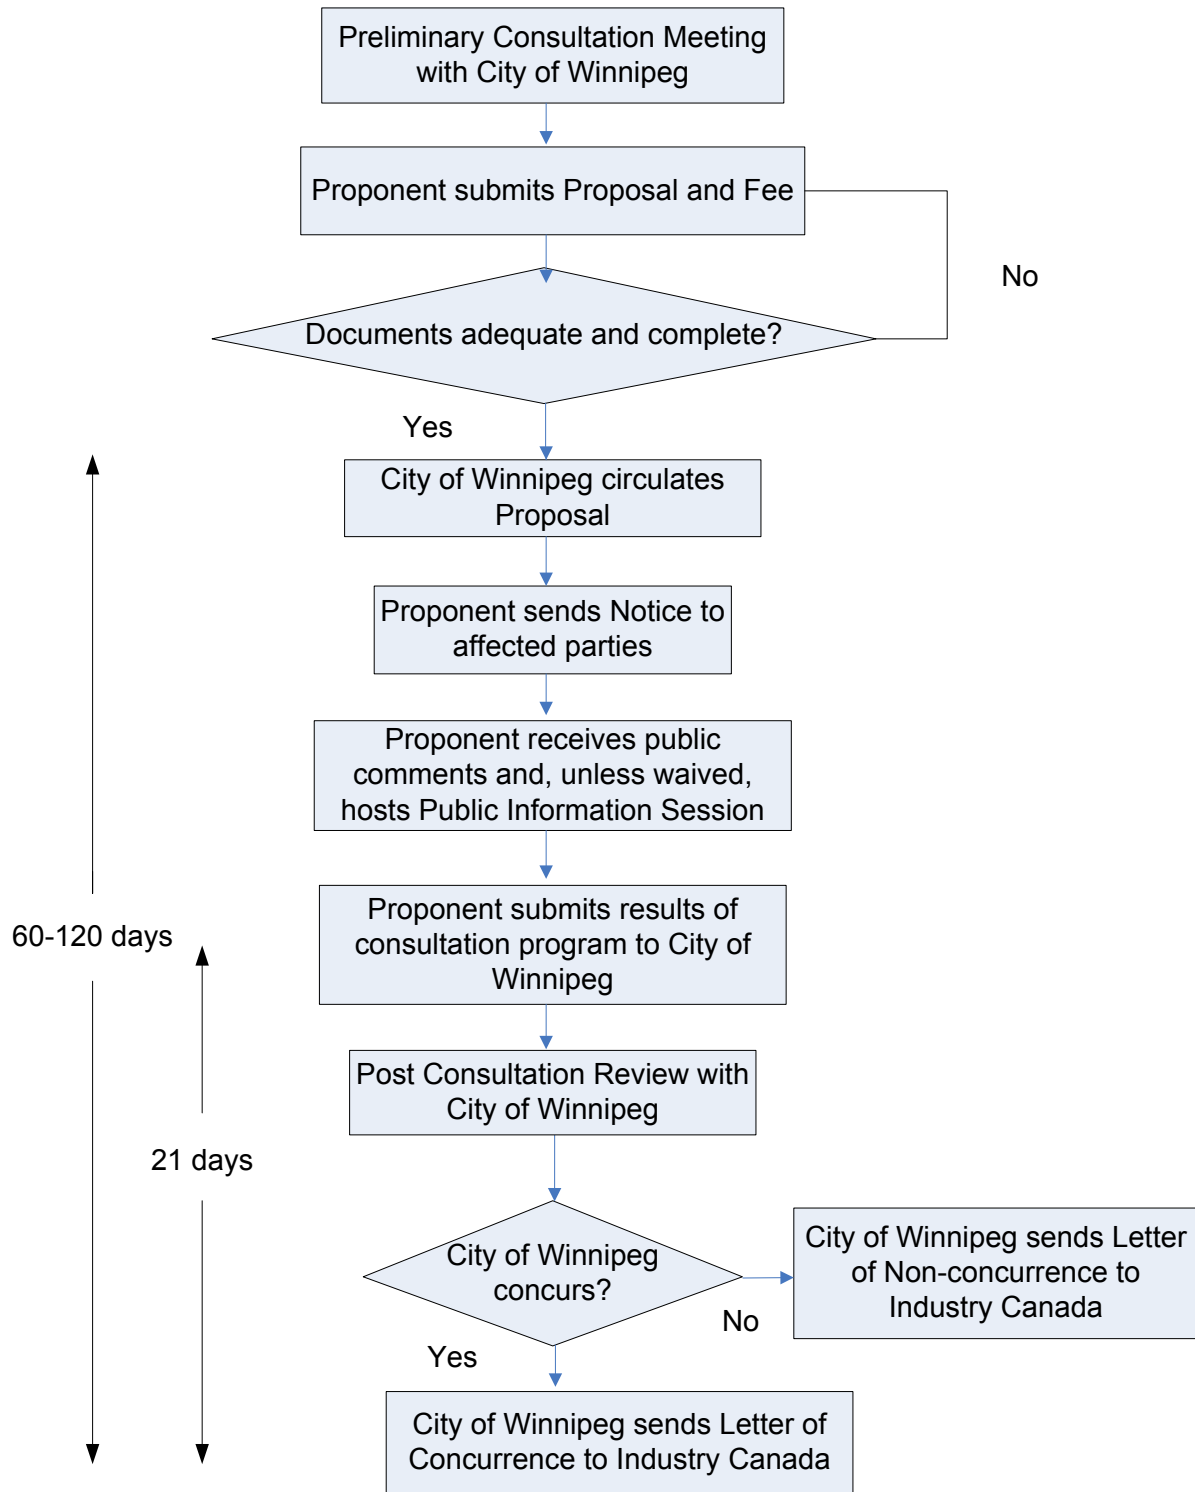 Preliminary Consultation Meeting
with City of Winnipeg
Proponent submits Proposal and Fee
No
Documents adequate and complete?
Yes
City of Winnipeg circulates
Proposal
Proponent sends Notice to
affected parties
Proponent receives public
comments and, unless waived,
hosts Public Information Session
60-120 days
Proponent submits results of
consultation program to City of
Winnipeg
Post Consultation Review with
City of Winnipeg
21 days
City of Winnipeg
concurs?
No
City of Winnipeg sends Letter
of Non-concurrence to
Industry Canada
Yes
City of Winnipeg sends Letter of
Concurrence to Industry Canada